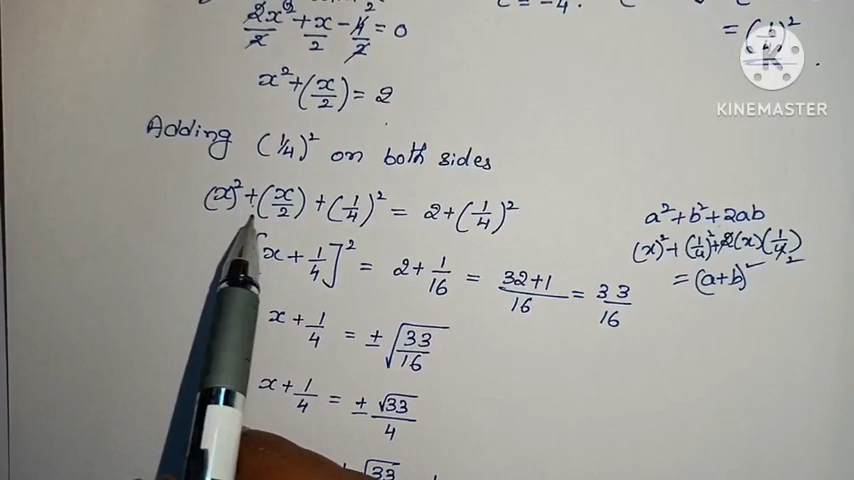 c = -4.
2x²/2 + x/2 - 4²/2 = 0
= (1/4)²
x² + (x/2) = 2
KINEMASTER
Adding (1/4)² on both sides
(x)² + (x/2) + (1/4)² = 2 + (1/4)²
a² + b² + 2ab
(x)² + (1/4)² + 2(x)(1/4)
= (a+b)²
[x + 1/4]² = 2 + 1/16 = 32+1/16 = 33/16
x + 1/4 = ± √33/16
x + 1/4 = ± √33/4
± √33